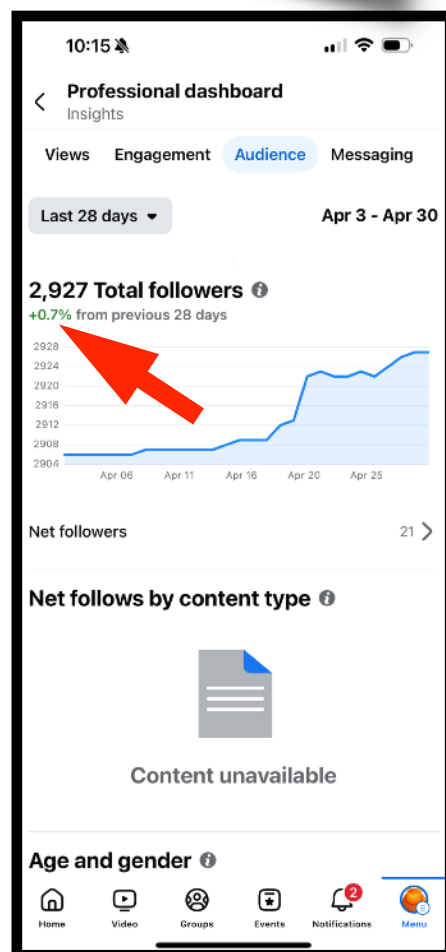 10:15
Professional dashboard
Insights
Views Engagement Audience Messaging
Last 28 days Apr 3 - Apr 30
2,927 Total followers
+0.7% from previous 28 days
2928
2924
2920
2916
2912
2908
2904
Apr 06 Apr 11 Apr 16 Apr 20 Apr 25
Net followers 21
Net follows by content type
Content unavailable
Age and gender
2
Home Video Groups Events Notifications Menu